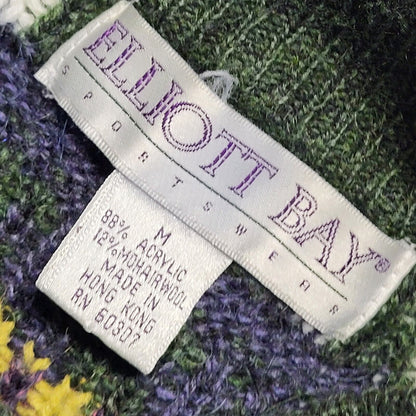 ELLIOTT BAY®
SPORTSWEAR
M
88% ACRYLIC
12% MOHAIR/WOOL
MADE IN
HONG KONG
RN 60307